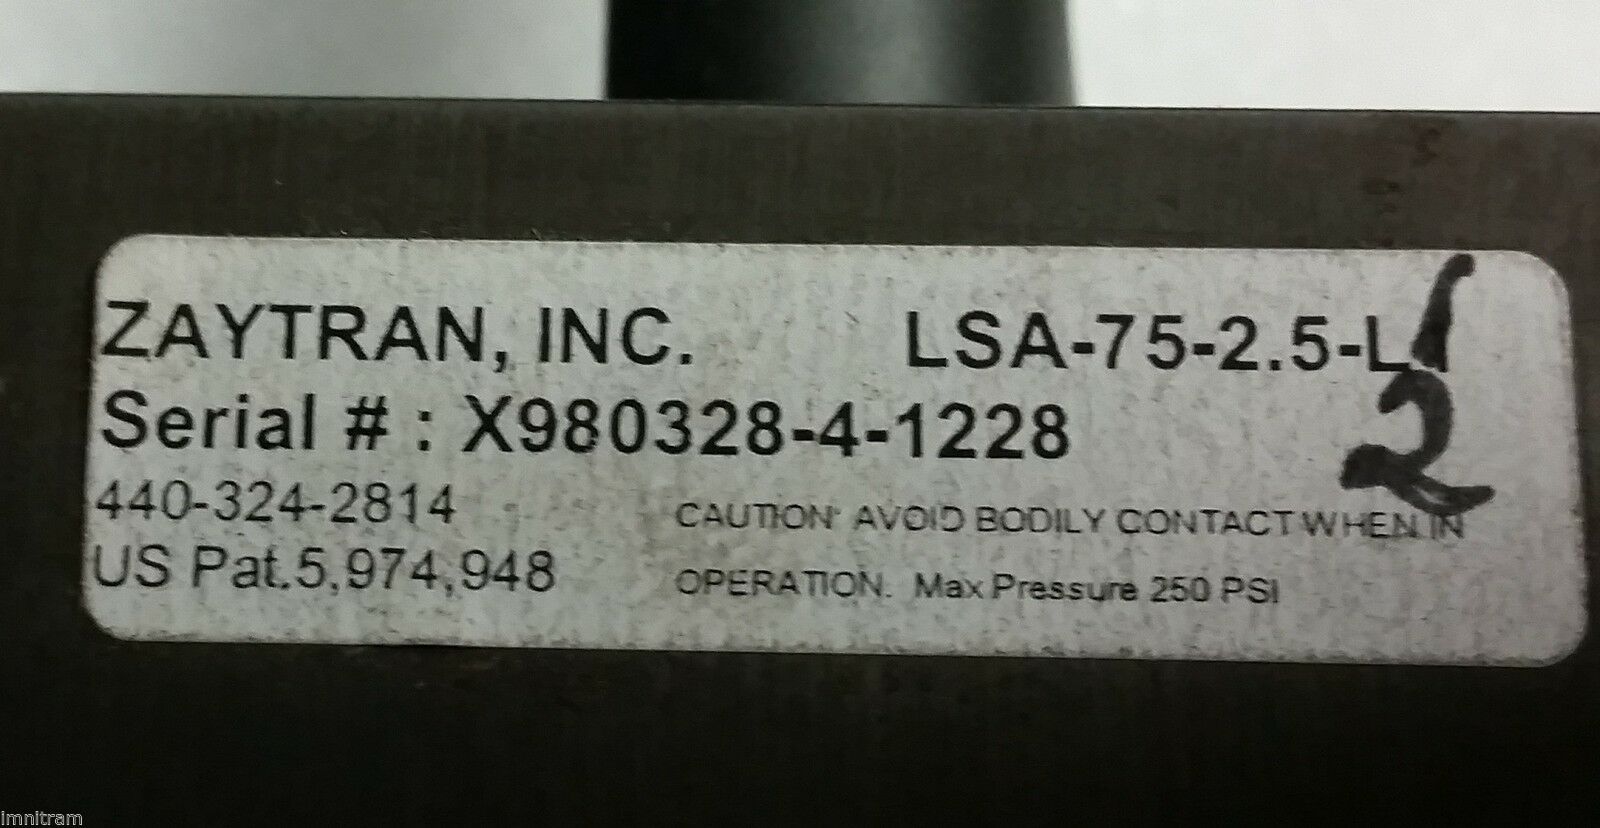 ZAYTRAN, INC. LSA-75-2.5-L1
2
Serial # : X980328-4-1228
440-324-2814
US Pat.5,974,948
CAUTION: AVOID BODILY CONTACT WHEN IN
OPERATION. Max Pressure 250 PSI
imnitram